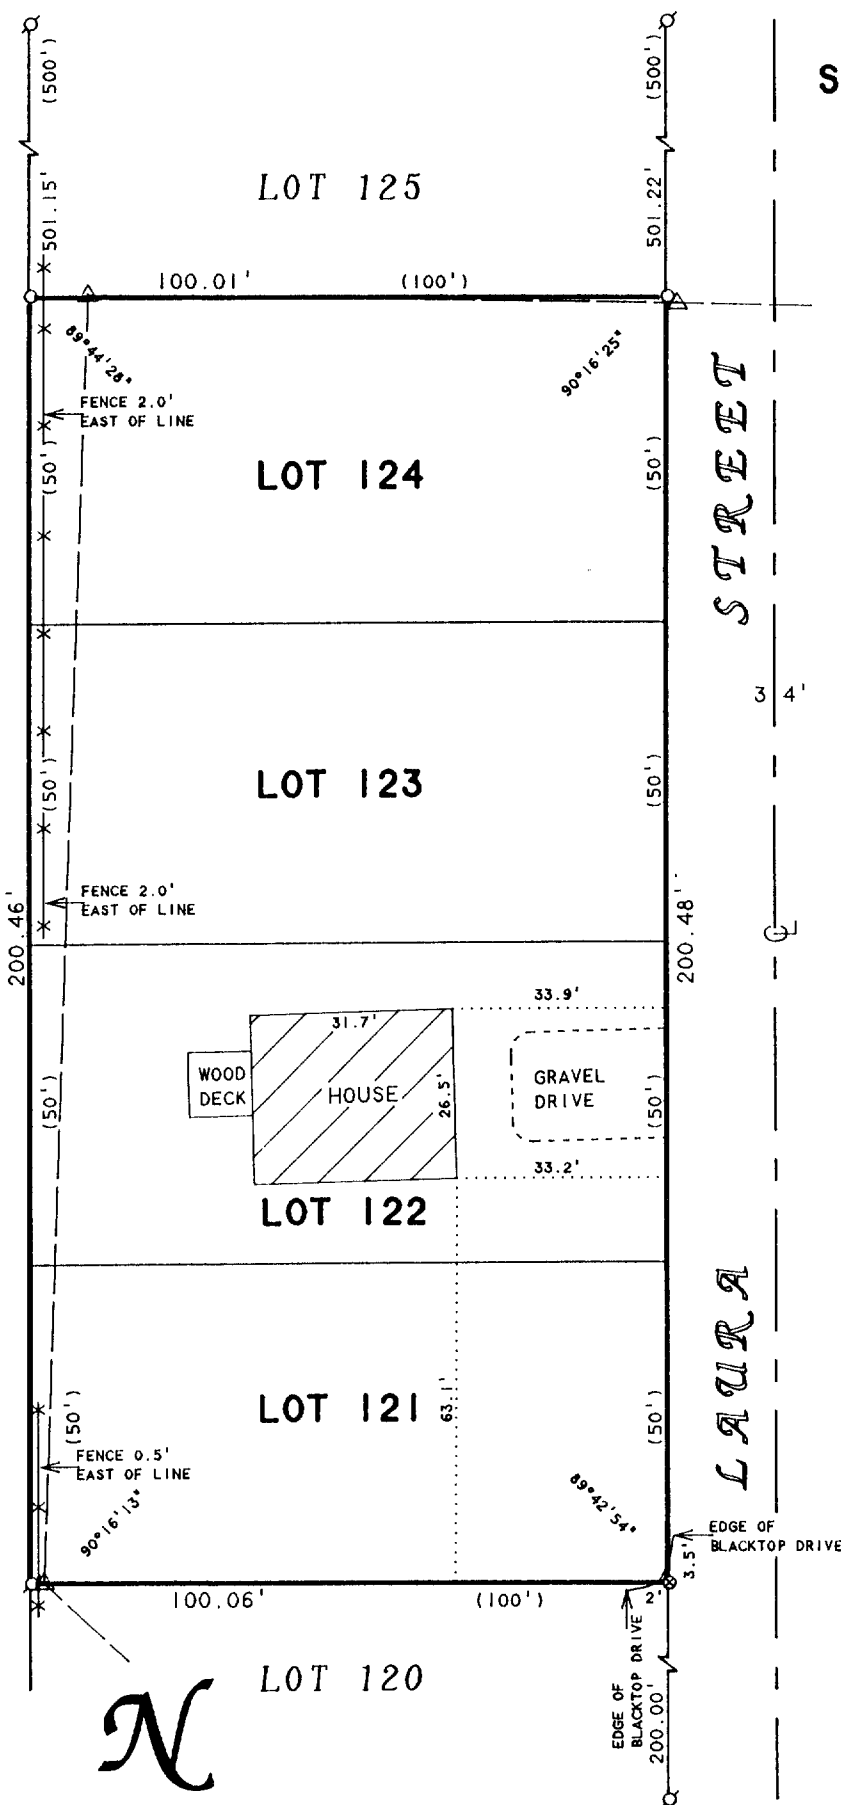 (500')
(500')
S
501.15'
501.22'
LOT 125
100.01' (100')
89°44'28"
90°16'25"
FENCE 2.0'
EAST OF LINE
(50')
LOT 124
(50')
STREET
34'
(50')
LOT 123
(50')
FENCE 2.0'
EAST OF LINE
200.46'
200.48'
33.9'
31.7'
WOOD
DECK
HOUSE
26.5'
GRAVEL
DRIVE
(50')
(50')
33.2'
LOT 122
LAURA
(50')
LOT 121
63.1'
(50')
FENCE 0.5'
EAST OF LINE
90°16'13"
89°42'54"
EDGE OF
BLACKTOP DRIVE
3.5'
100.06' (100')
2'
EDGE OF
BLACKTOP DRIVE
200.00'
LOT 120
N